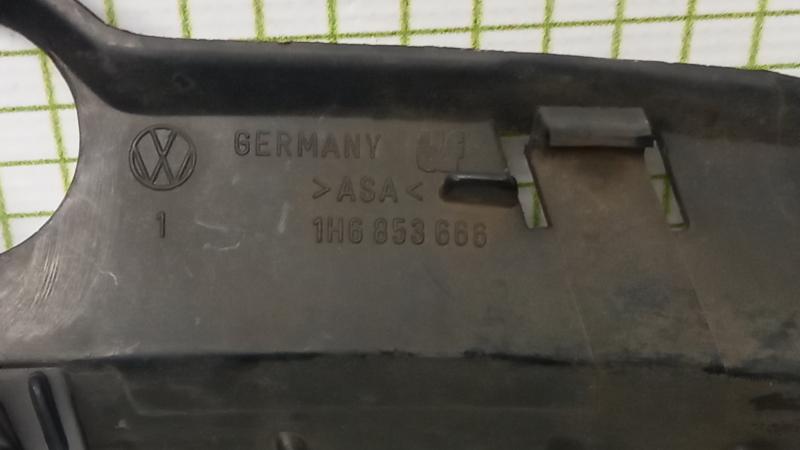 GERMANY
>ASA<
1
1H6 853 666